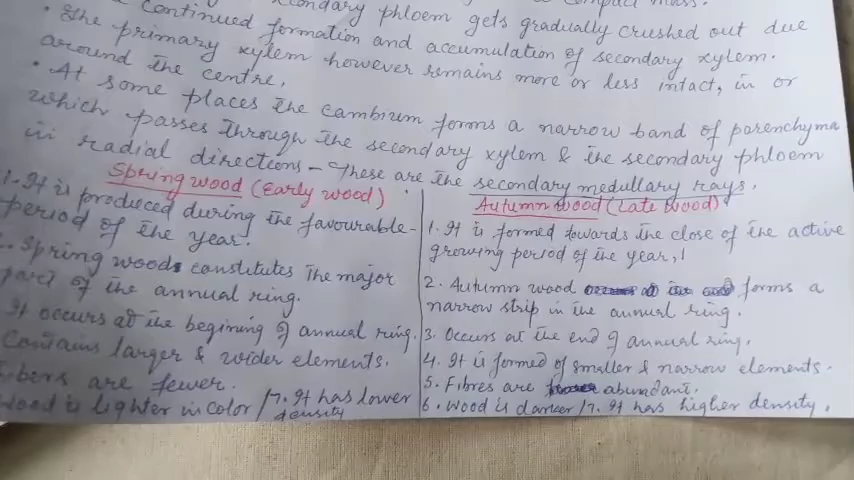 secondary phloem gets gradually crushed out due
continued formation and accumulation of secondary xylem.
• The primary xylem however remains more or less intact, in or
around the centre.
• At some places the cambium forms a narrow band of parenchyma
which passes through the secondary xylem & the secondary phloem
in radial directions - These are the secondary medullary rays.
Spring wood (Early wood)
1. It is produced during the favourable
period of the year.
2. Spring woods constitutes the major
part of the annual ring.
It occurs at the begining of annual ring.
Contains larger & wider elements.
Fibers are fewer.
Wood is lighter in color / 7. It has lower
density
Autumn wood (Late wood)
1. It is formed towards the close of the active
growing period of the year,
2. Autumn wood forms a
narrow strip in the annual ring.
3. Occurs at the end of annual ring.
4. It is formed of smaller & narrow elements.
5. Fibres are abundant.
6. Wood is darker / 7. It has higher density.